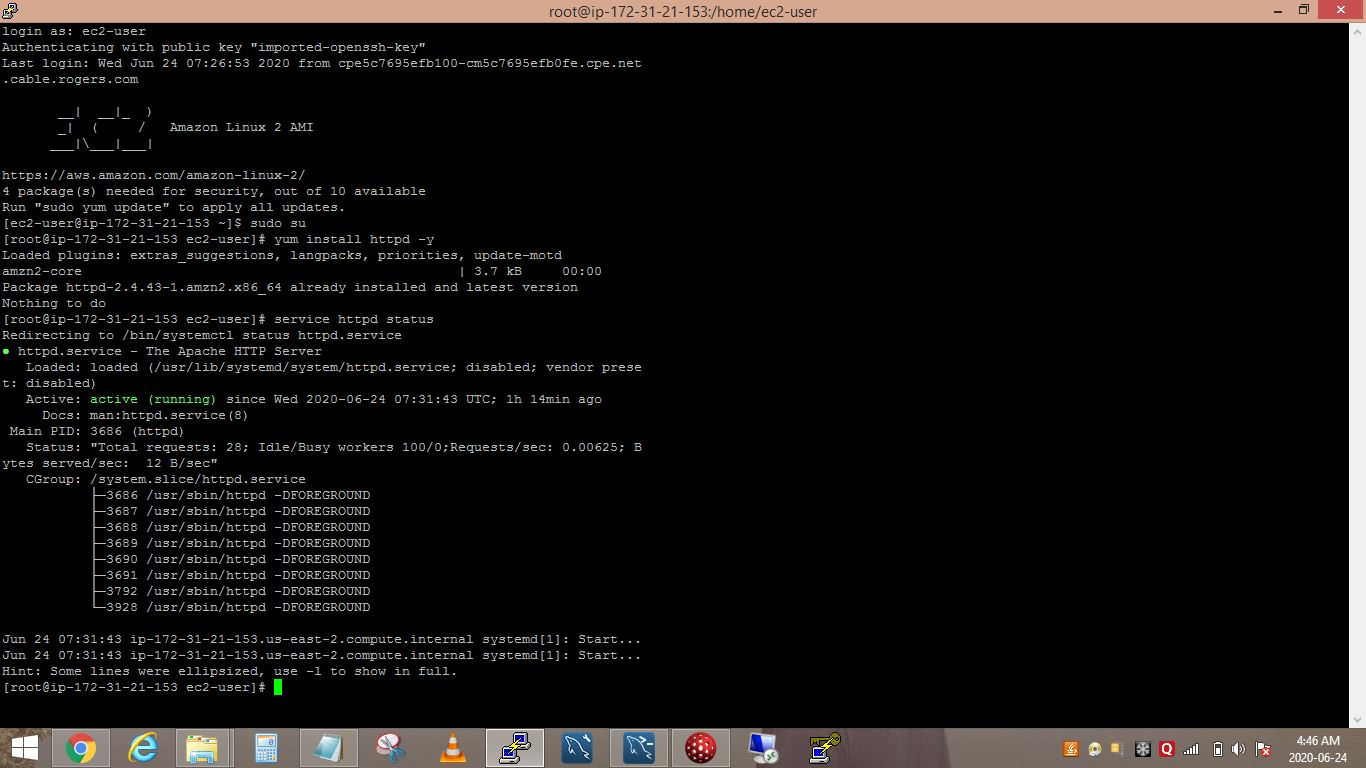 root@ip-172-31-21-153:/home/ec2-user
login as: ec2-user
Authenticating with public key "imported-openssh-key"
Last login: Wed Jun 24 07:26:53 2020 from cpe5c7695efb100-cm5c7695efb0fe.cpe.net
.cable.rogers.com
       __|  __|_  )
       _|  (     /   Amazon Linux 2 AMI
      ___|\___|___|
https://aws.amazon.com/amazon-linux-2/
4 package(s) needed for security, out of 10 available
Run "sudo yum update" to apply all updates.
[ec2-user@ip-172-31-21-153 ~]$ sudo su
[root@ip-172-31-21-153 ec2-user]# yum install httpd -y
Loaded plugins: extras_suggestions, langpacks, priorities, update-motd
amzn2-core                                               | 3.7 kB     00:00
Package httpd-2.4.43-1.amzn2.x86_64 already installed and latest version
Nothing to do
[root@ip-172-31-21-153 ec2-user]# service httpd status
Redirecting to /bin/systemctl status httpd.service
● httpd.service - The Apache HTTP Server
   Loaded: loaded (/usr/lib/systemd/system/httpd.service; disabled; vendor prese
t: disabled)
   Active: active (running) since Wed 2020-06-24 07:31:43 UTC; 1h 14min ago
     Docs: man:httpd.service(8)
 Main PID: 3686 (httpd)
   Status: "Total requests: 28; Idle/Busy workers 100/0;Requests/sec: 0.00625; B
ytes served/sec:  12 B/sec"
   CGroup: /system.slice/httpd.service
           ├─3686 /usr/sbin/httpd -DFOREGROUND
           ├─3687 /usr/sbin/httpd -DFOREGROUND
           ├─3688 /usr/sbin/httpd -DFOREGROUND
           ├─3689 /usr/sbin/httpd -DFOREGROUND
           ├─3690 /usr/sbin/httpd -DFOREGROUND
           ├─3691 /usr/sbin/httpd -DFOREGROUND
           ├─3792 /usr/sbin/httpd -DFOREGROUND
           └─3928 /usr/sbin/httpd -DFOREGROUND
Jun 24 07:31:43 ip-172-31-21-153.us-east-2.compute.internal systemd[1]: Start...
Jun 24 07:31:43 ip-172-31-21-153.us-east-2.compute.internal systemd[1]: Start...
Hint: Some lines were ellipsized, use -l to show in full.
[root@ip-172-31-21-153 ec2-user]#
4:46 AM
2020-06-24